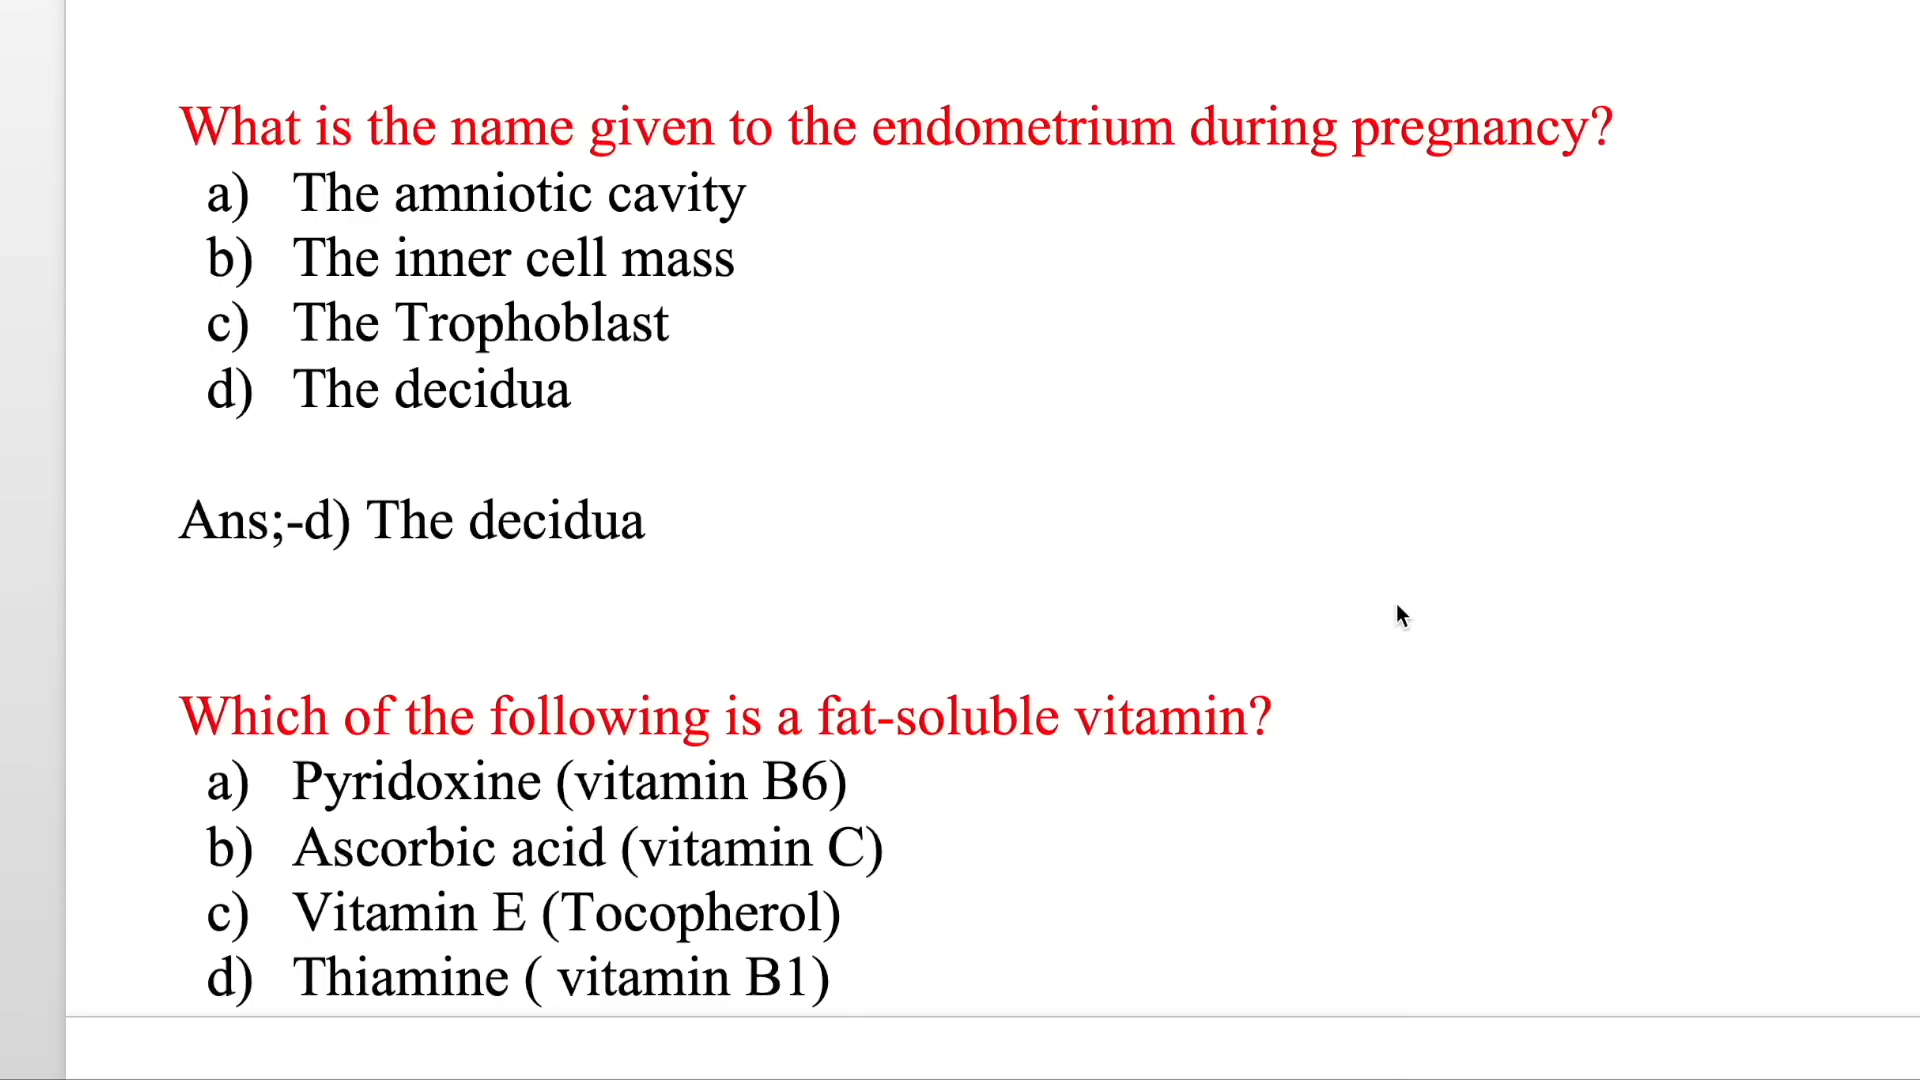 What is the name given to the endometrium during pregnancy?
a) The amniotic cavity
b) The inner cell mass
c) The Trophoblast
d) The decidua
Ans;-d) The decidua
Which of the following is a fat-soluble vitamin?
a) Pyridoxine (vitamin B6)
b) Ascorbic acid (vitamin C)
c) Vitamin E (Tocopherol)
d) Thiamine ( vitamin B1)